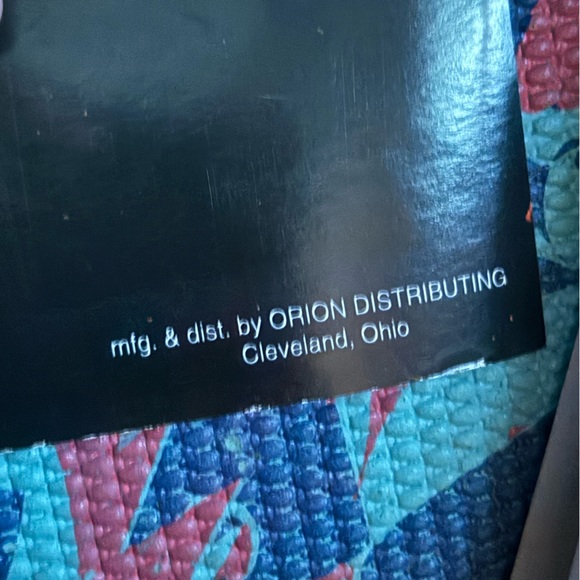 mfg. & dist. by ORION DISTRIBUTING
Cleveland, Ohio